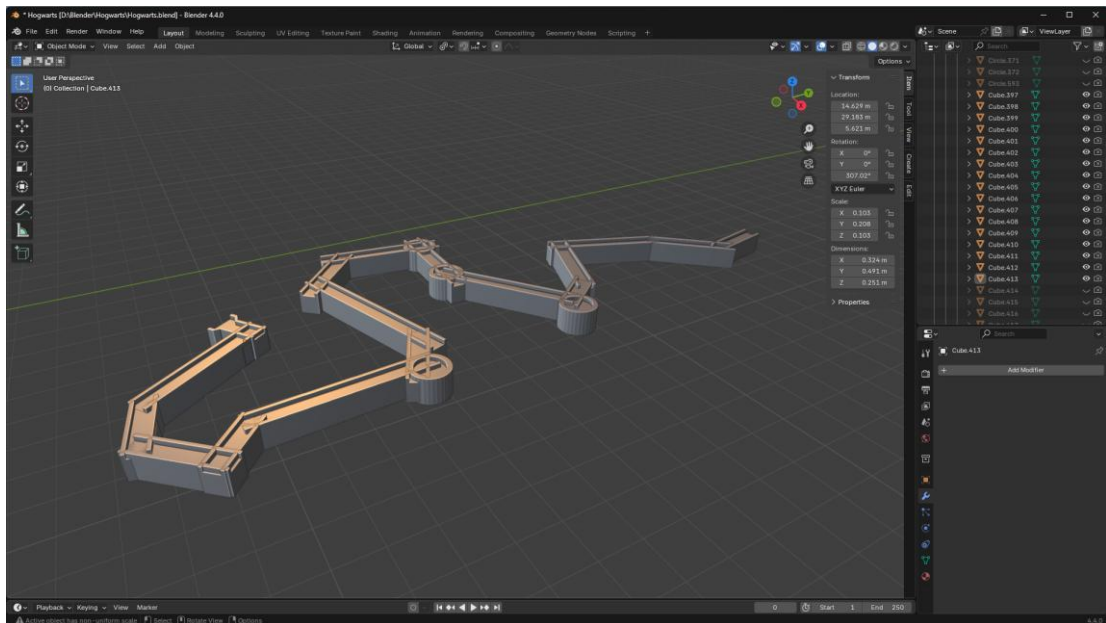 * Hogwarts [D:\Blender\Hogwarts\Hogwarts.blend] - Blender 4.4.0
File Edit Render Window Help Layout Modeling Sculpting UV Editing Texture Paint Shading Animation Rendering Compositing Geometry Nodes Scripting + Scene ViewLayer
Object Mode View Select Add Object Global Search
Options
User Perspective
(0) Collection | Cube.413
Transform
Location:
14.629 m
29.183 m
5.621 m
Rotation:
X 0°
Y 0°
307.02°
XYZ Euler
Scale:
X 0.103
Y 0.208
Z 0.103
Dimensions:
X 0.324 m
Y 0.491 m
Z 0.251 m
Properties
Item
Tool
View
Create
Edit
Z
Y
X
Circle.371
Circle.372
Cube.397
Cube.398
Cube.399
Cube.400
Cube.401
Cube.402
Cube.403
Cube.404
Cube.405
Cube.406
Cube.407
Cube.408
Cube.409
Cube.410
Cube.411
Cube.412
Cube.413
Cube.414
Cube.415
Cube.416
Search
Cube.413
+ Add Modifier
Playback Keying View Marker 0 Start 1 End 250
Active object has non-uniform scale Select Rotate View Options 4.4.0